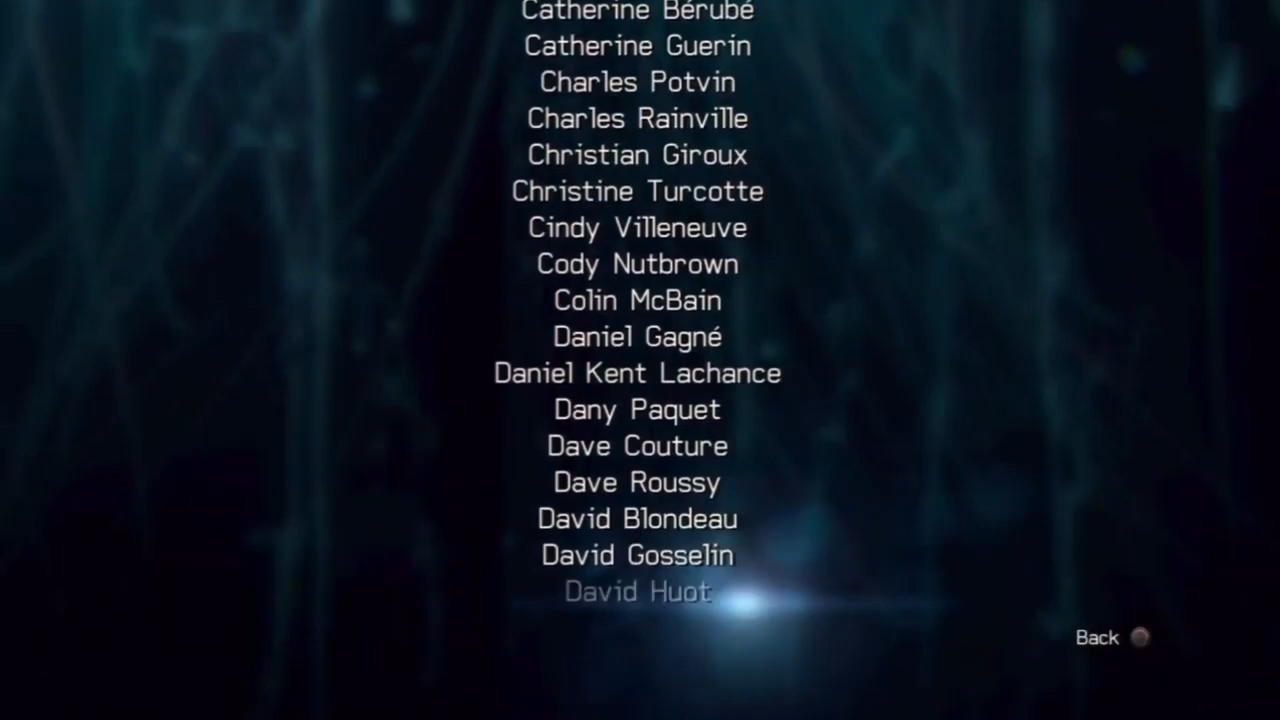 Catherine Bérubé
Catherine Guerin
Charles Potvin
Charles Rainville
Christian Giroux
Christine Turcotte
Cindy Villeneuve
Cody Nutbrown
Colin McBain
Daniel Gagné
Daniel Kent Lachance
Dany Paquet
Dave Couture
Dave Roussy
David Blondeau
David Gosselin
David Huot
Back